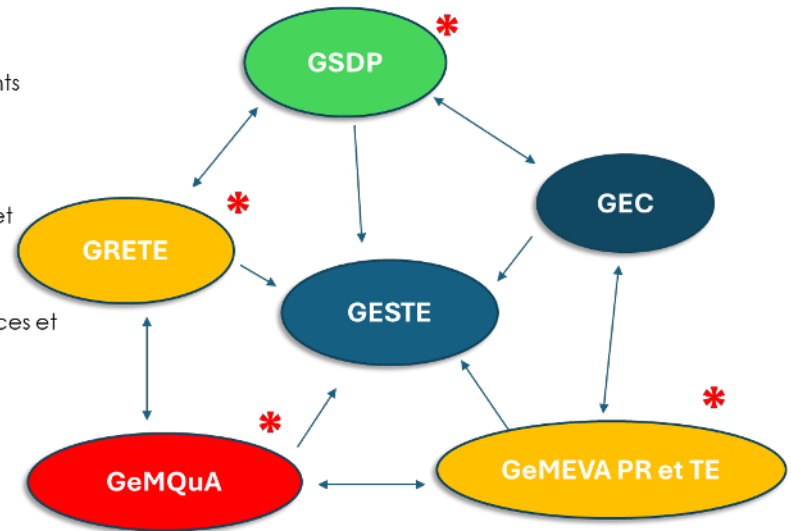 GSDP
nts
GEC
et
GRETE
GESTE
ces et
GeMQuA
GeMEVA PR et TE